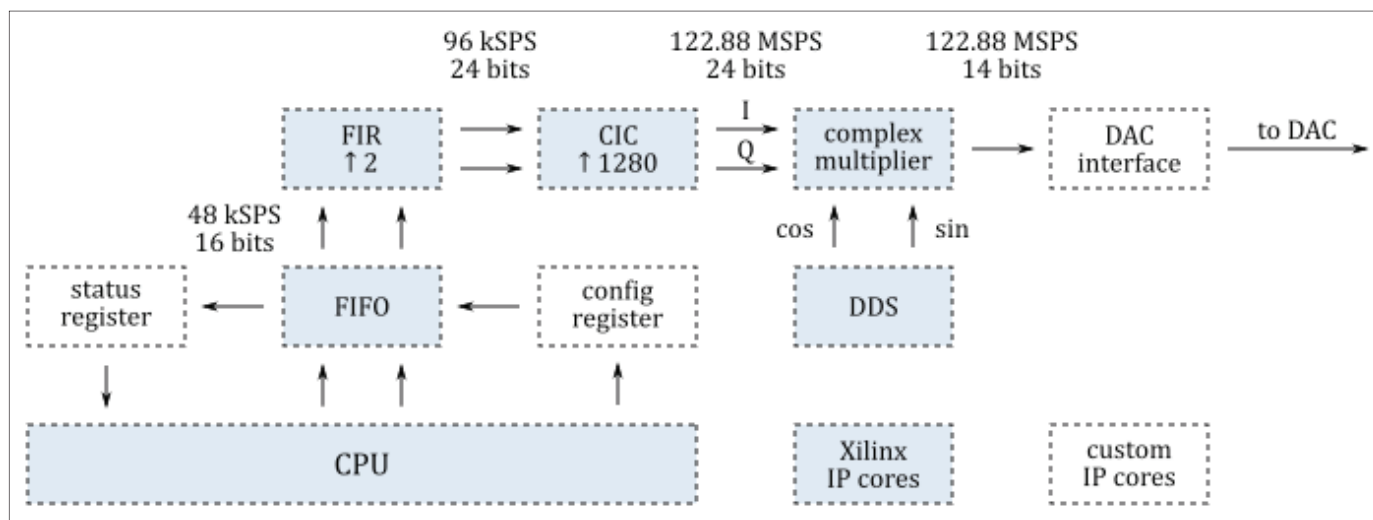 96 kSPS
24 bits
122.88 MSPS
24 bits
122.88 MSPS
14 bits
FIR
↑ 2
CIC
↑ 1280
I
Q
complex
multiplier
DAC
interface
to DAC
48 kSPS
16 bits
cos
sin
status
register
FIFO
config
register
DDS
CPU
Xilinx
IP cores
custom
IP cores